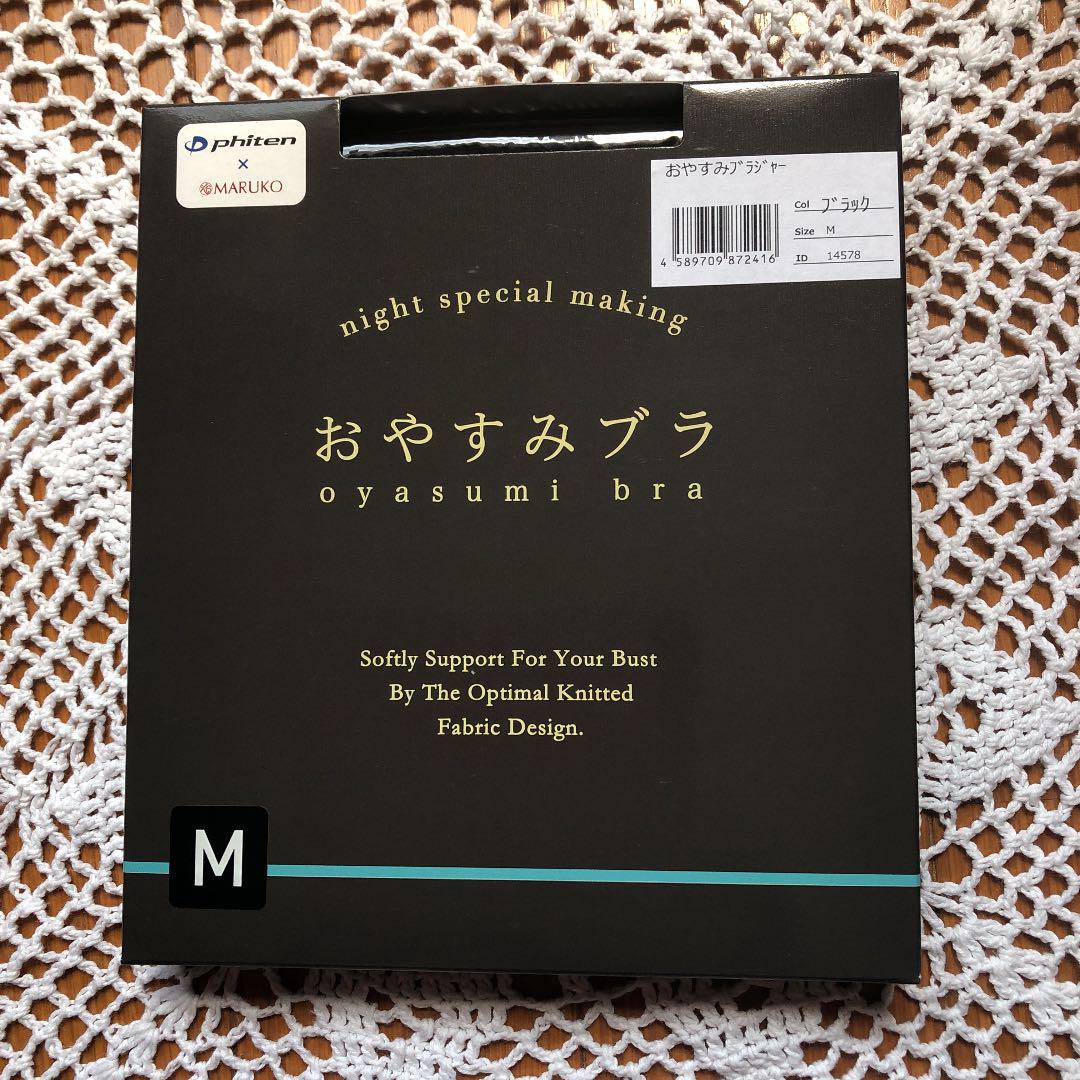 phiten
×
MARUKO
おやすみﾌﾞﾗｼﾞｬｰ
Col ﾌﾞﾗｯｸ
Size M
ID 14578
4 589709 872416
night special making
おやすみブラ
oyasumi bra
Softly Support For Your Bust
By The Optimal Knitted
Fabric Design.
M